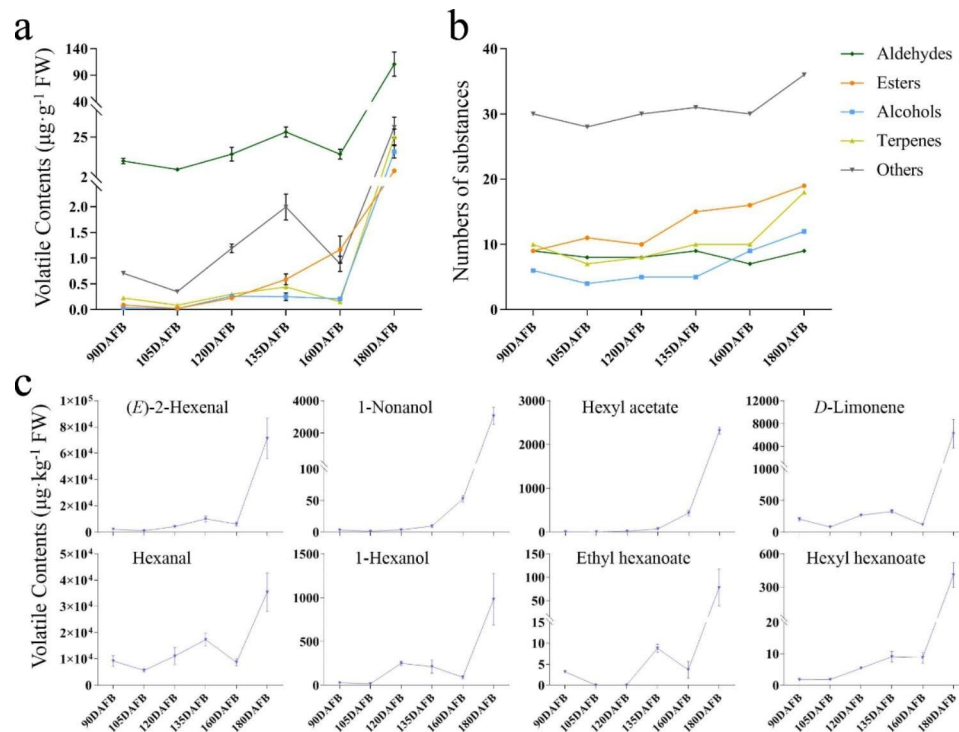 a
Volatile Contents (μg·g⁻¹ FW)
140
90
40
25
2
2.0
1.5
1.0
0.5
0.0
90DAFB
105DAFB
120DAFB
135DAFB
160DAFB
180DAFB
b
Numbers of substances
40
30
20
10
0
90DAFB
105DAFB
120DAFB
135DAFB
160DAFB
180DAFB
Aldehydes
Esters
Alcohols
Terpenes
Others
c
Volatile Contents (μg·kg⁻¹ FW)
(E)-2-Hexenal
1×10⁵
8×10⁴
6×10⁴
4×10⁴
2×10⁴
0
1-Nonanol
4000
2000
100
50
0
Hexyl acetate
3000
2000
1000
0
D-Limonene
12000
6000
1000
500
0
Hexanal
5×10⁴
4×10⁴
3×10⁴
2×10⁴
1×10⁴
0
90DAFB
105DAFB
120DAFB
135DAFB
160DAFB
180DAFB
1-Hexanol
1500
1000
500
0
90DAFB
105DAFB
120DAFB
135DAFB
160DAFB
180DAFB
Ethyl hexanoate
150
100
50
15
10
5
0
90DAFB
105DAFB
120DAFB
135DAFB
160DAFB
180DAFB
Hexyl hexanoate
600
300
20
10
0
90DAFB
105DAFB
120DAFB
135DAFB
160DAFB
180DAFB